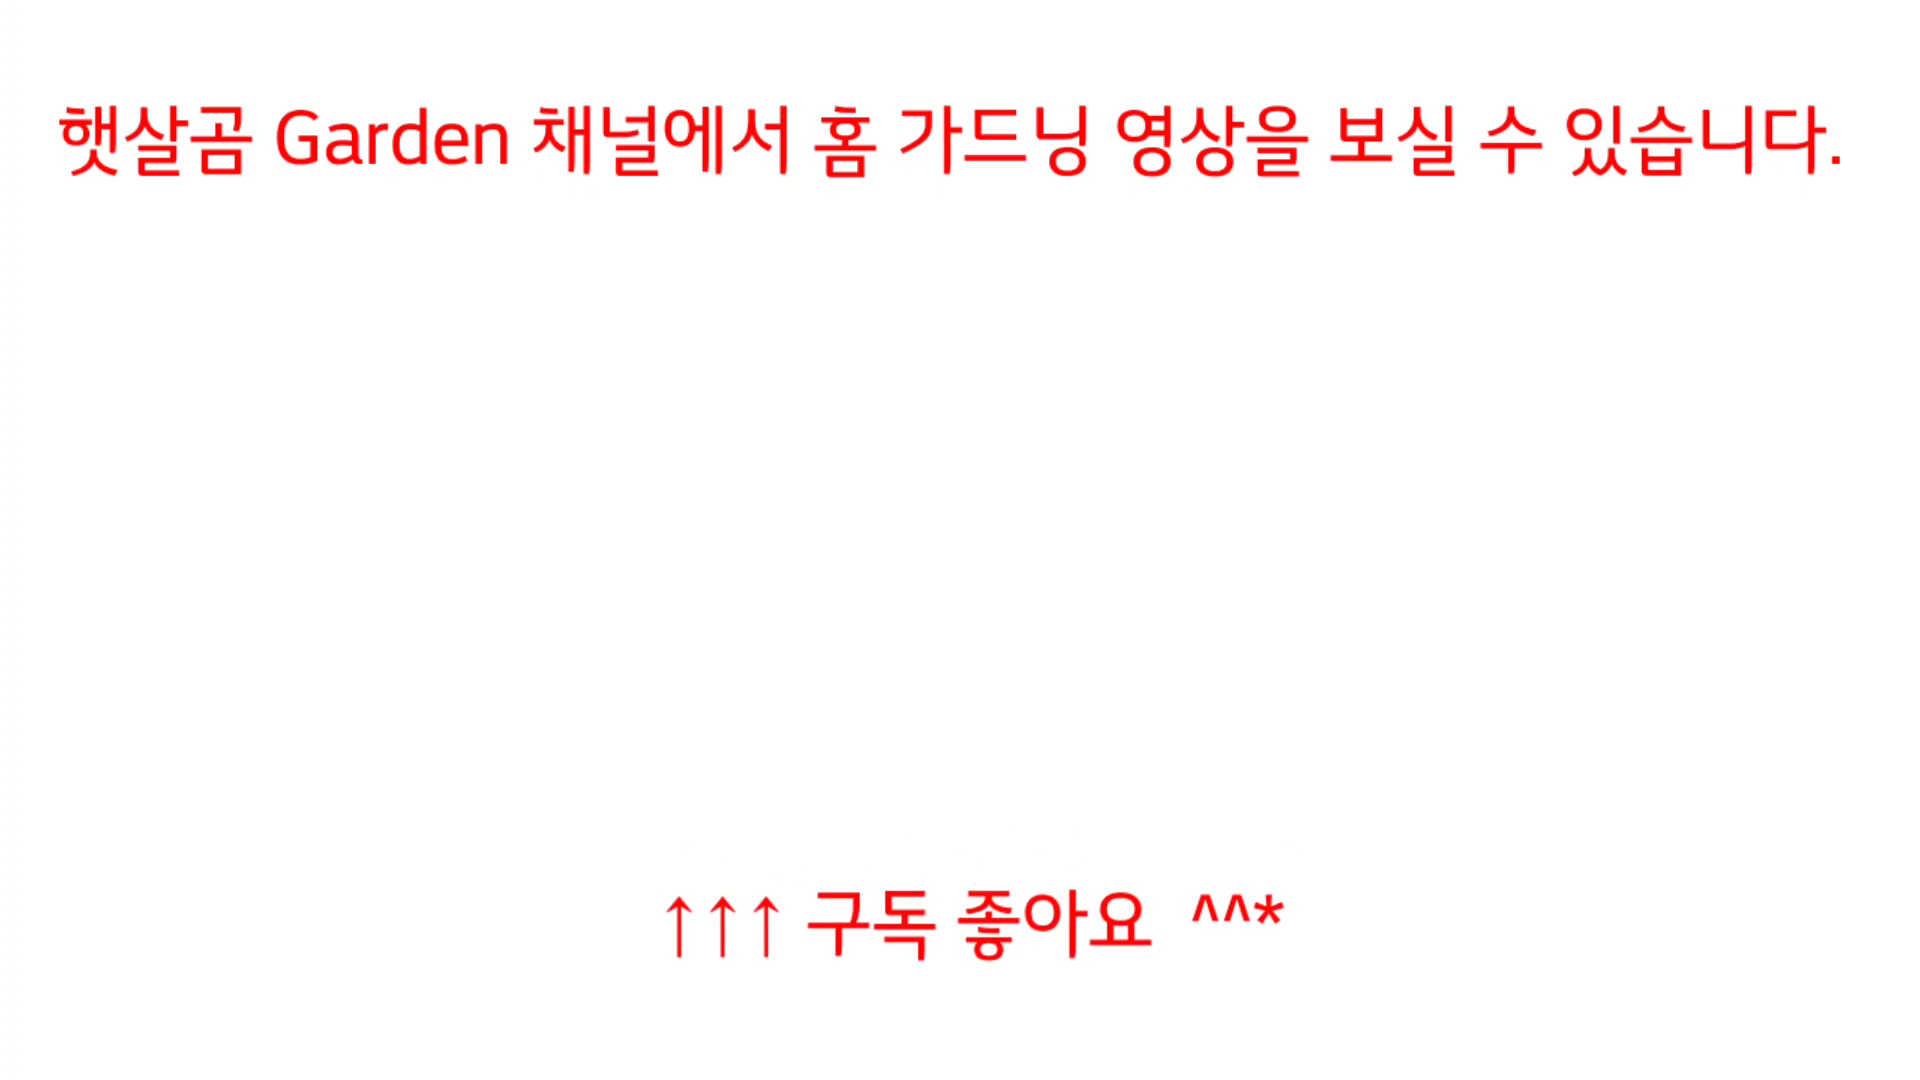 햇살곰 Garden 채널에서 홈 가드닝 영상을 보실 수 있습니다.
↑↑↑ 구독 좋아요 ^^*